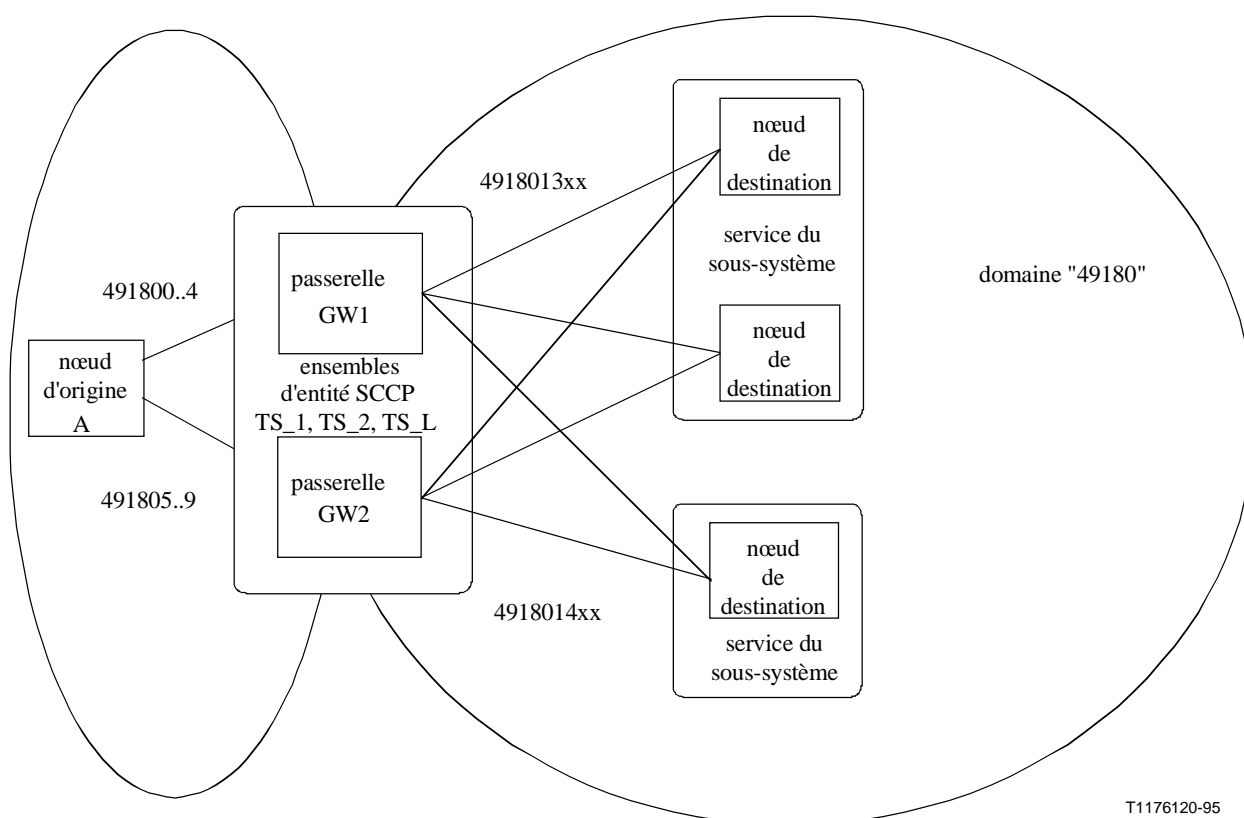 nœud
de
destination
4918013xx
service du
sous-système
passerelle
GW1
domaine "49180"
491800..4
nœud
d'origine
A
ensembles
d'entité SCCP
TS_1, TS_2, TS_L
nœud
de
destination
passerelle
GW2
491805..9
nœud
de
destination
4918014xx
service du
sous-système
T1176120-95